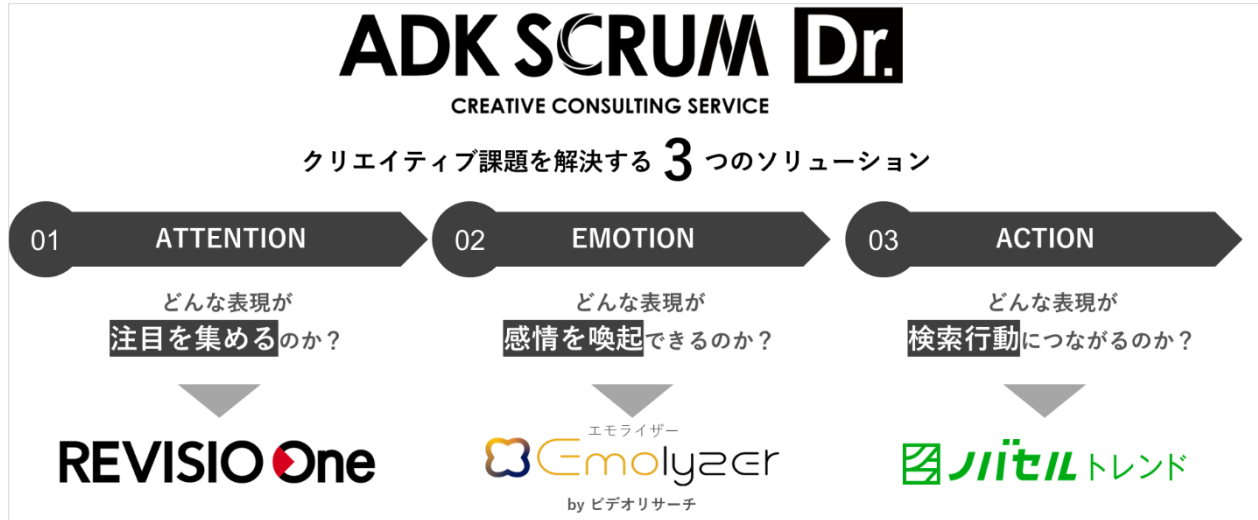 ADK SCRUM Dr.
CREATIVE CONSULTING SERVICE
クリエイティブ課題を解決する 3 つのソリューション
01 ATTENTION
どんな表現が
注目を集めるのか？
REVISIO One
02 EMOTION
どんな表現が
感情を喚起できるのか？
エモライザー
Emolyzer
by ビデオリサーチ
03 ACTION
どんな表現が
検索行動につながるのか？
ノバセル トレンド